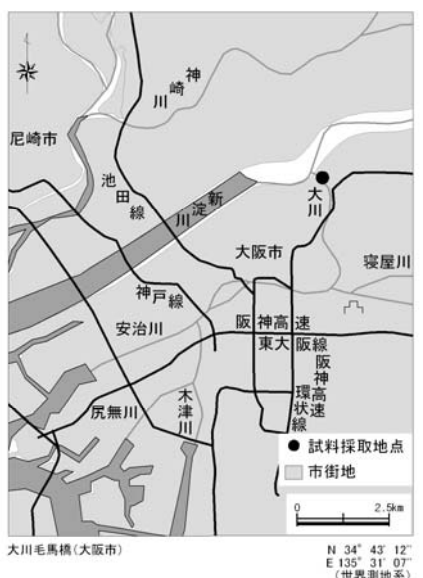 神崎川
尼崎市
池田線
新淀川
大川
大阪市
寝屋川
神戸線
安治川
阪神高速
東大阪線
阪神高速
環状線
木津川
尻無川
試料採取地点
市街地
0 2.5km
大川毛馬橋(大阪市)
N 34° 43′ 12″
E 135° 31′ 07″
(世界測地系)